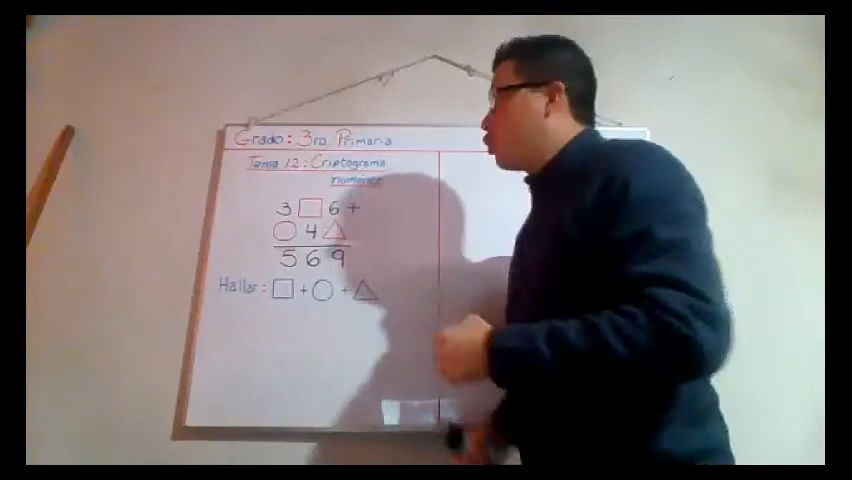 Grado: 3ro Primaria
Tema 12: Criptograma
numérico
3 □ 6 +
○ 4 △
5 6 9
Hallar: □ + ○ + △